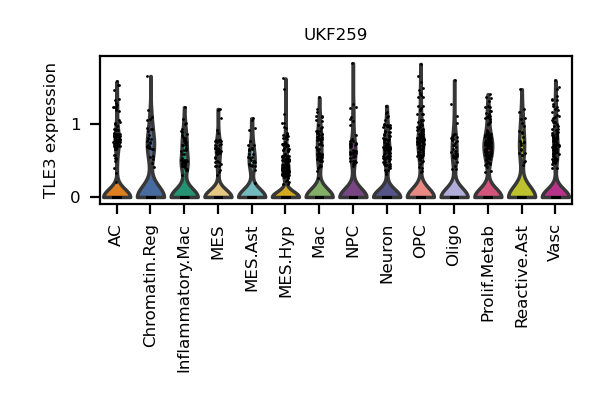 UKF259
TLE3 expression
1
0
AC
Chromatin.Reg
Inflammatory.Mac
MES
MES.Ast
MES.Hyp
Mac
NPC
Neuron
OPC
Oligo
Prolif.Metab
Reactive.Ast
Vasc